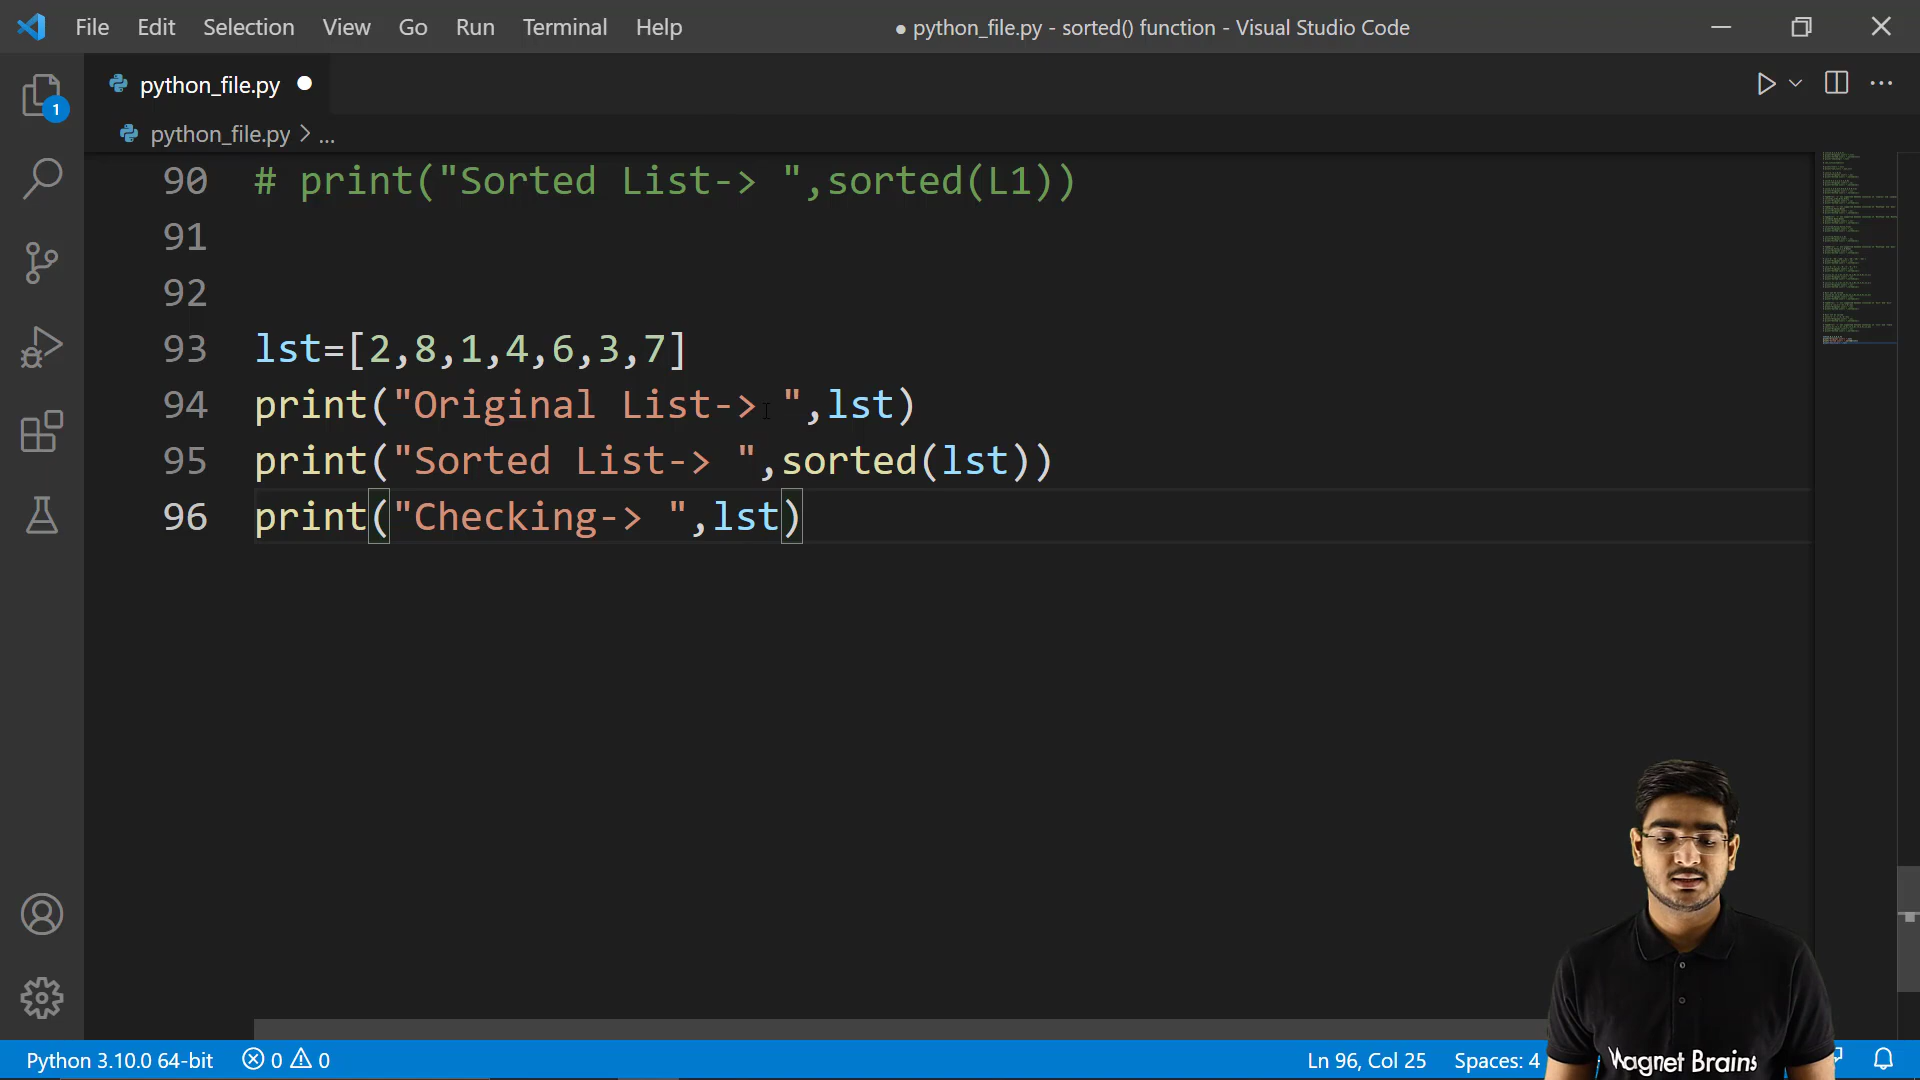 File Edit Selection View Go Run Terminal Help ● python_file.py - sorted() function - Visual Studio Code
python_file.py
1
python_file.py > ...
90 # print("Sorted List-> ",sorted(L1))
91
92
93 lst=[2,8,1,4,6,3,7]
94 print("Original List-> ",lst)
95 print("Sorted List-> ",sorted(lst))
96 print("Checking-> ",lst)
Python 3.10.0 64-bit 0 0 Ln 96, Col 25 Spaces: 4
Magnet Brains